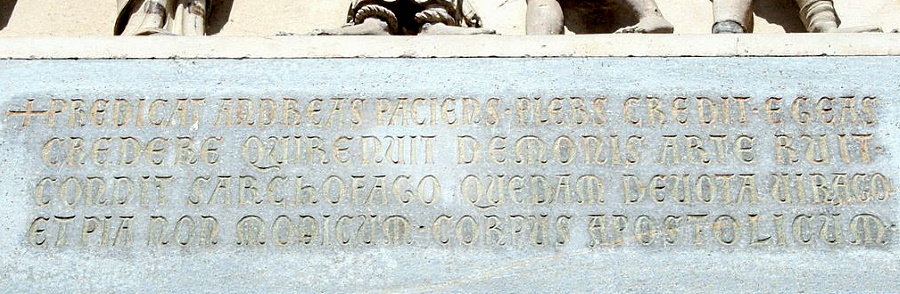 + PREDICAT ANDREAS PACIENS · PLEBS CREDIT · EGEAS
CREDERE QUI RENUIT DEMONIS ARTE RUIT ·
CONDIT SARCHOFAGO QUEDAM DEVOTA VIRAGO
ET PIA NON MODICUM · CORPUS APOSTOLICUM ·